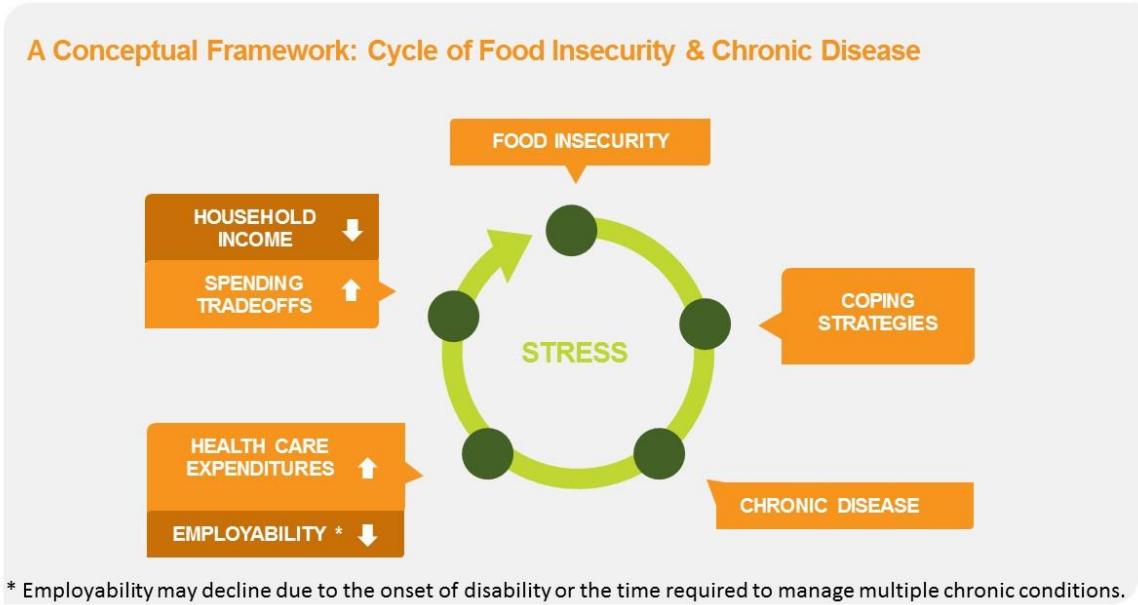 A Conceptual Framework: Cycle of Food Insecurity & Chronic Disease
FOOD INSECURITY
HOUSEHOLD
INCOME
SPENDING
TRADEOFFS
COPING
STRATEGIES
STRESS
HEALTH CARE
EXPENDITURES
EMPLOYABILITY *
CHRONIC DISEASE
* Employability may decline due to the onset of disability or the time required to manage multiple chronic conditions.